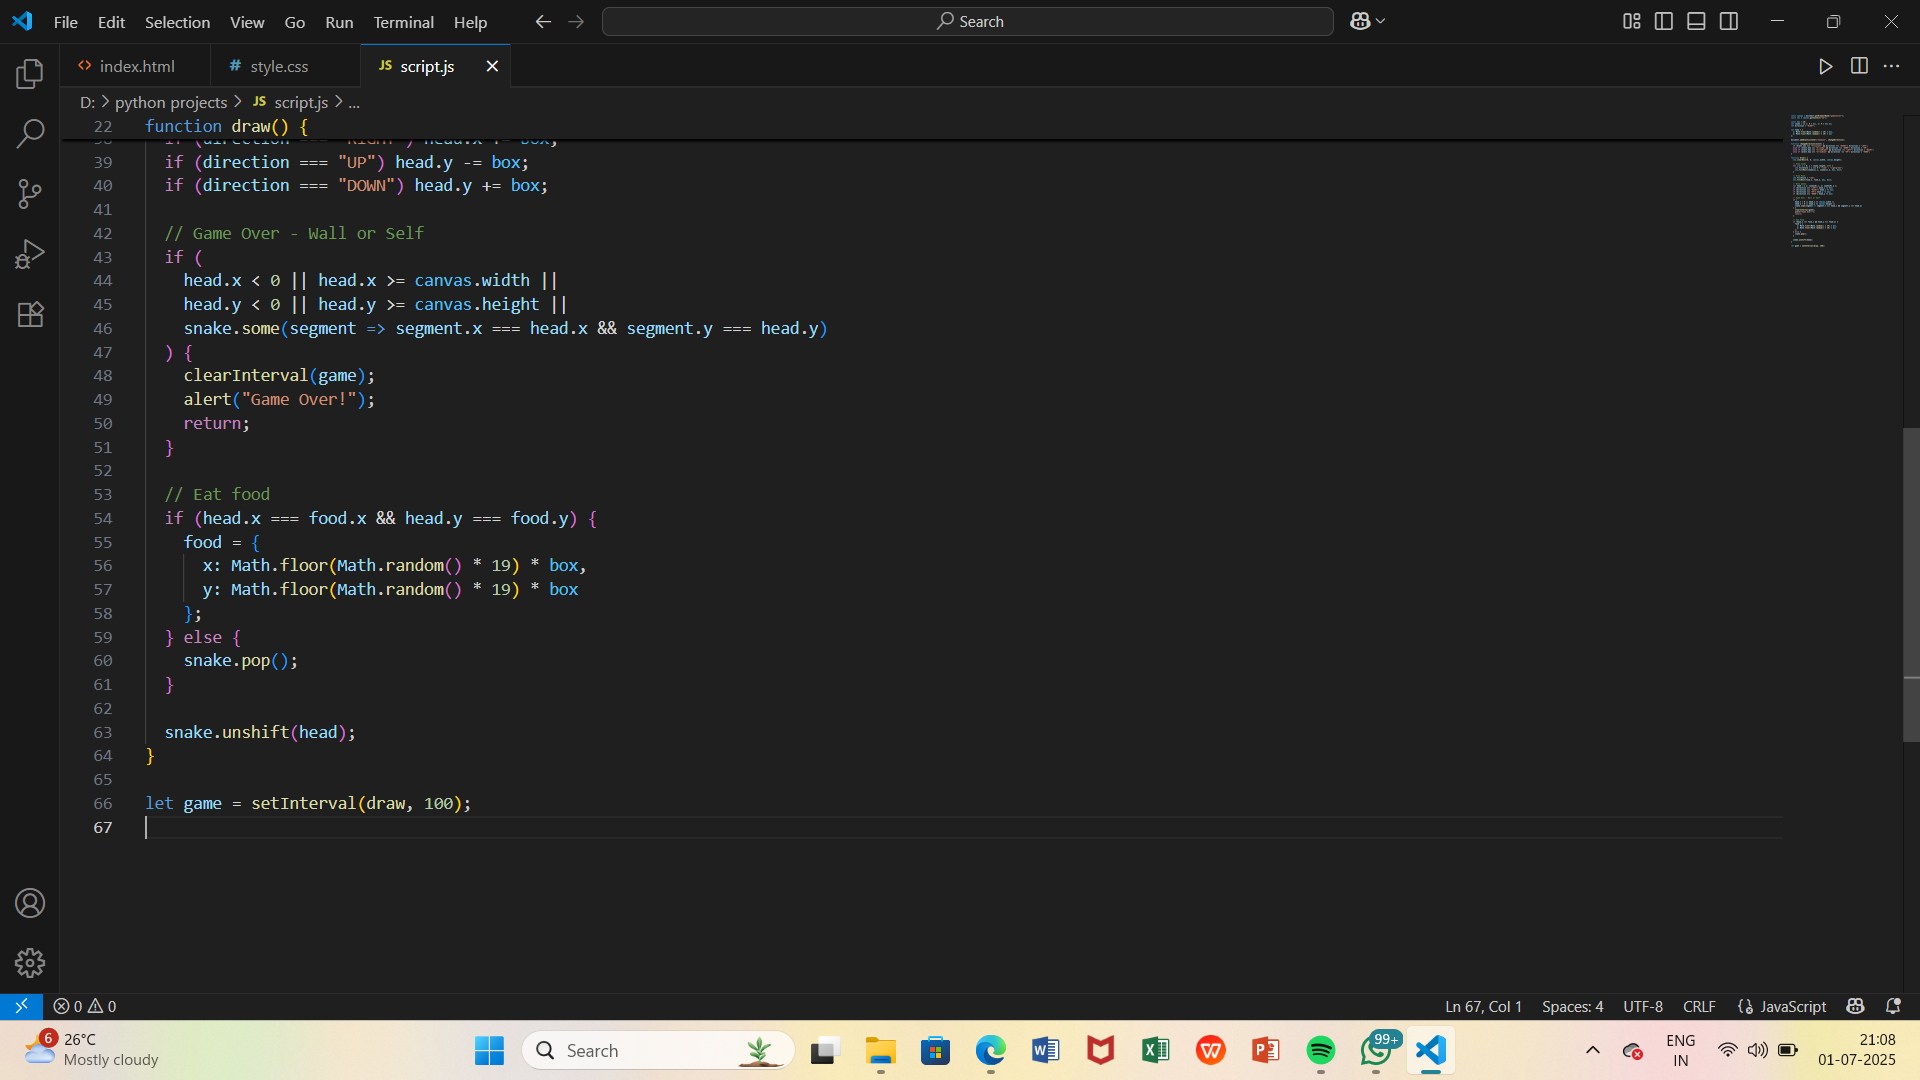 File Edit Selection View Go Run Terminal Help
Search
index.html
# style.css
JS script.js
D: > python projects > JS script.js > ...
22 function draw() {
39 if (direction === "UP") head.y -= box;
40 if (direction === "DOWN") head.y += box;
41
42 // Game Over - Wall or Self
43 if (
44 head.x < 0 || head.x >= canvas.width ||
45 head.y < 0 || head.y >= canvas.height ||
46 snake.some(segment => segment.x === head.x && segment.y === head.y)
47 ) {
48 clearInterval(game);
49 alert("Game Over!");
50 return;
51 }
52
53 // Eat food
54 if (head.x === food.x && head.y === food.y) {
55 food = {
56 x: Math.floor(Math.random() * 19) * box,
57 y: Math.floor(Math.random() * 19) * box
58 };
59 } else {
60 snake.pop();
61 }
62
63 snake.unshift(head);
64 }
65
66 let game = setInterval(draw, 100);
67
0 0
Ln 67, Col 1 Spaces: 4 UTF-8 CRLF {} JavaScript
6
26°C
Mostly cloudy
Search
99+
ENG
IN
21:08
01-07-2025